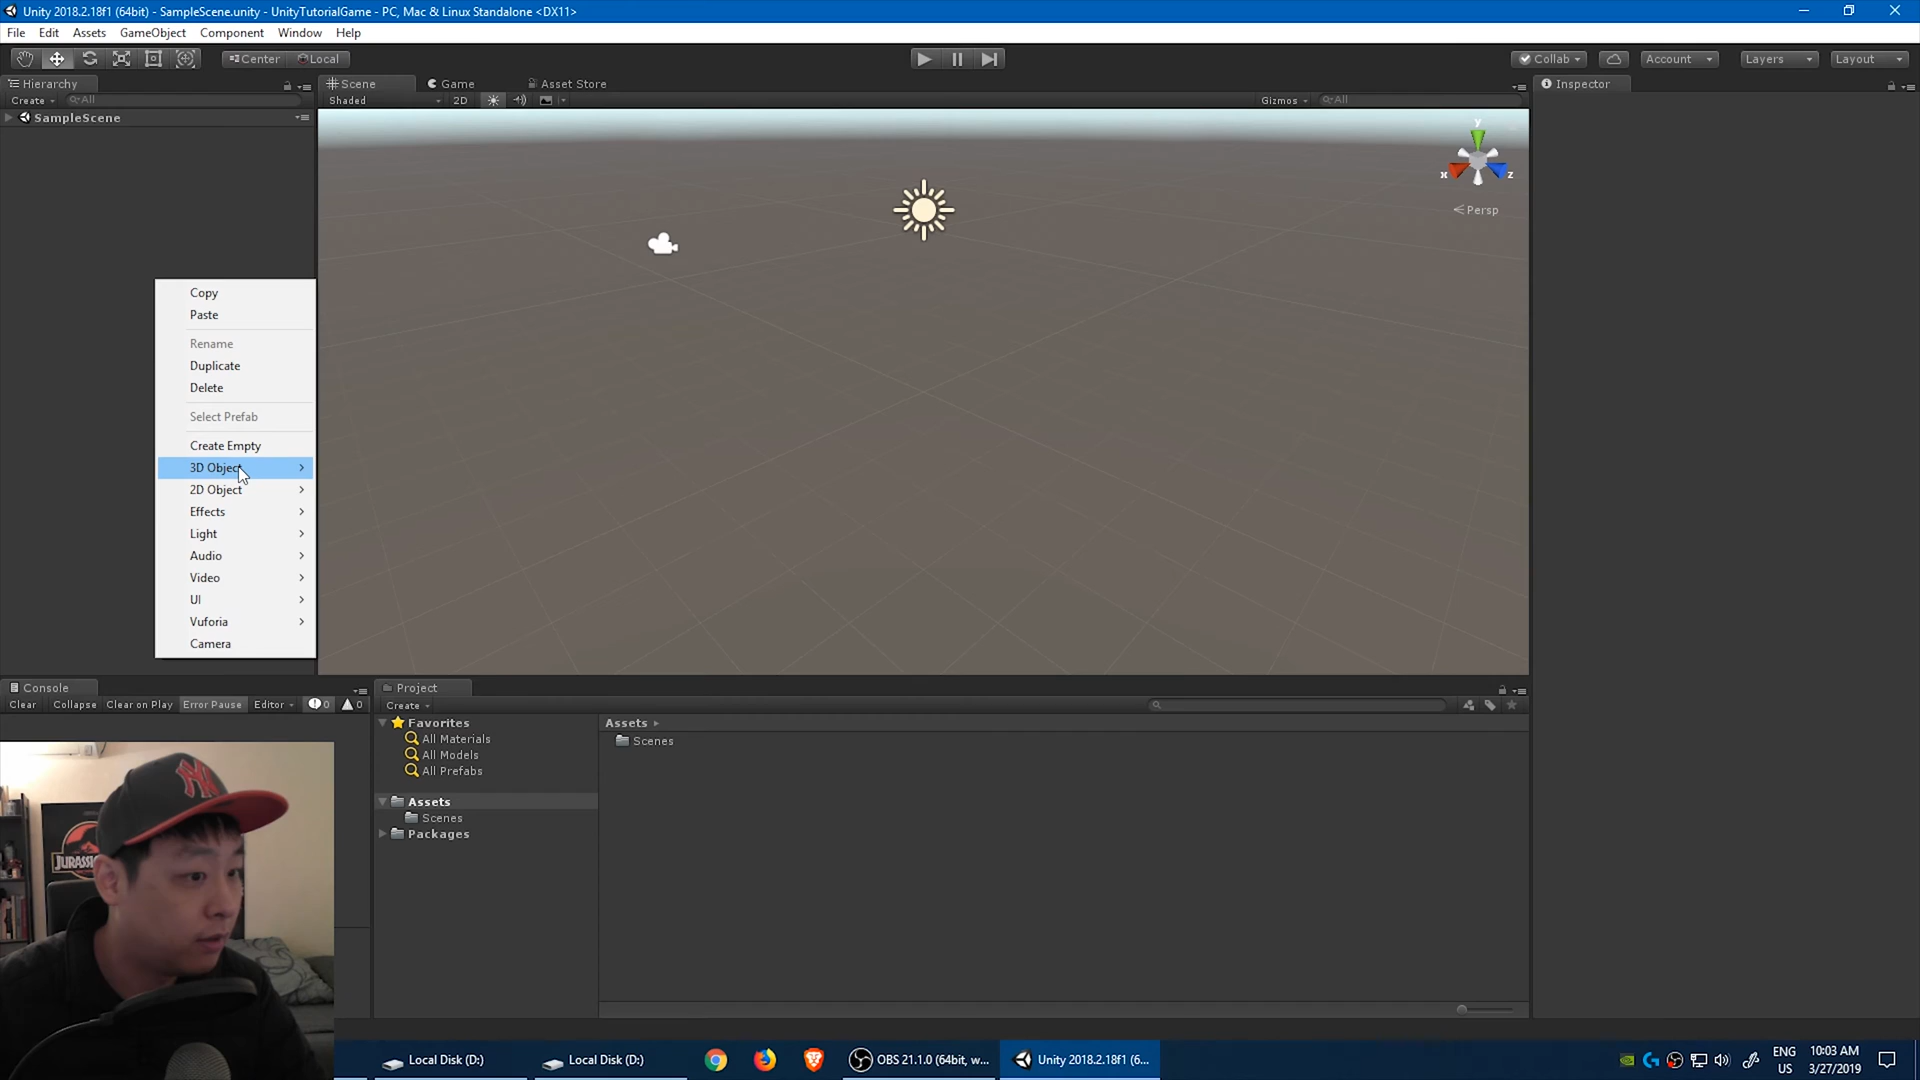 Unity 2018.2.18f1 (64bit) - SampleScene.unity - UnityTutorialGame - PC, Mac & Linux Standalone <DX11>
File Edit Assets GameObject Component Window Help
Center Local Collab Account Layers Layout
Hierarchy Scene Game Asset Store Inspector
Create All Shaded 2D Gizmos All
SampleScene
y
x
z
Persp
Copy
Paste
Rename
Duplicate
Delete
Select Prefab
Create Empty
3D Object
2D Object
Effects
Light
Audio
Video
UI
Vuforia
Camera
Console
Clear Collapse Clear on Play Error Pause Editor 0 0
Project
Create
Favorites
All Materials
All Models
All Prefabs
Assets
Scenes
Packages
Assets
Scenes
JURASSIC
Local Disk (D:) Local Disk (D:) OBS 21.1.0 (64bit, w... Unity 2018.2.18f1 (6...
ENG
US
10:03 AM
3/27/2019